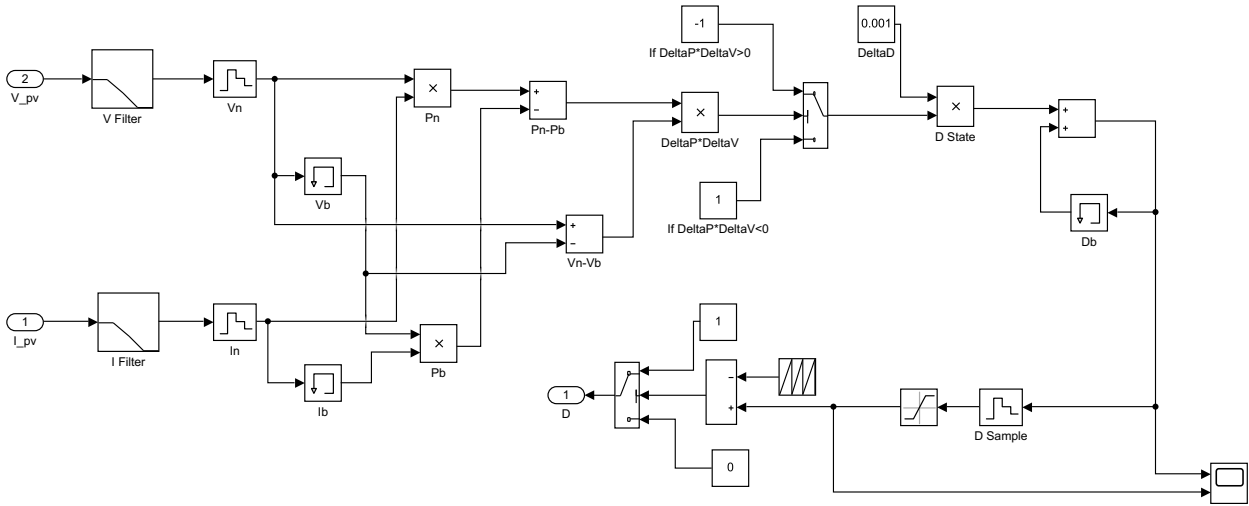 -1
If DeltaP*DeltaV>0
0.001
DeltaD
2
V_pv
V Filter
Vn
×
Pn
+
−
Pn-Pb
×
DeltaP*DeltaV
×
D State
+
+
Vb
1
If DeltaP*DeltaV<0
+
−
Vn-Vb
Db
1
I_pv
I Filter
In
Ib
×
Pb
1
1
D
−
+
D Sample
0